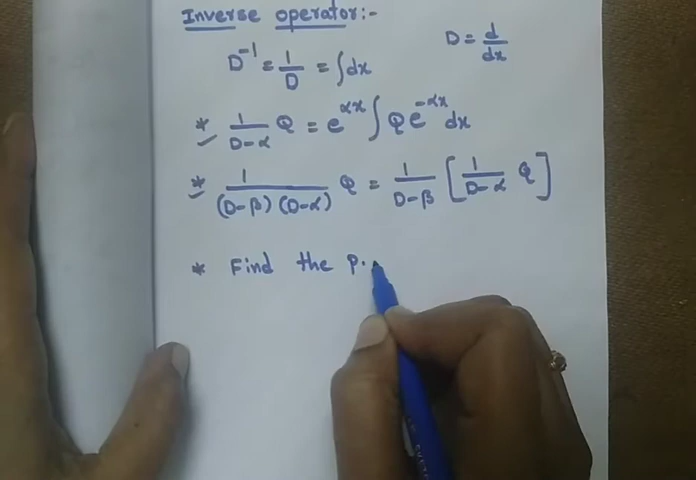 Inverse operator:-
D⁻¹ = 1/D = ∫dx D = d/dx
* 1/(D-α) Q = e^{αx} ∫ Q e^{-αx} dx
* 1/((D-β)(D-α)) Q = 1/(D-β) [ 1/(D-α) Q ]
* Find the P.